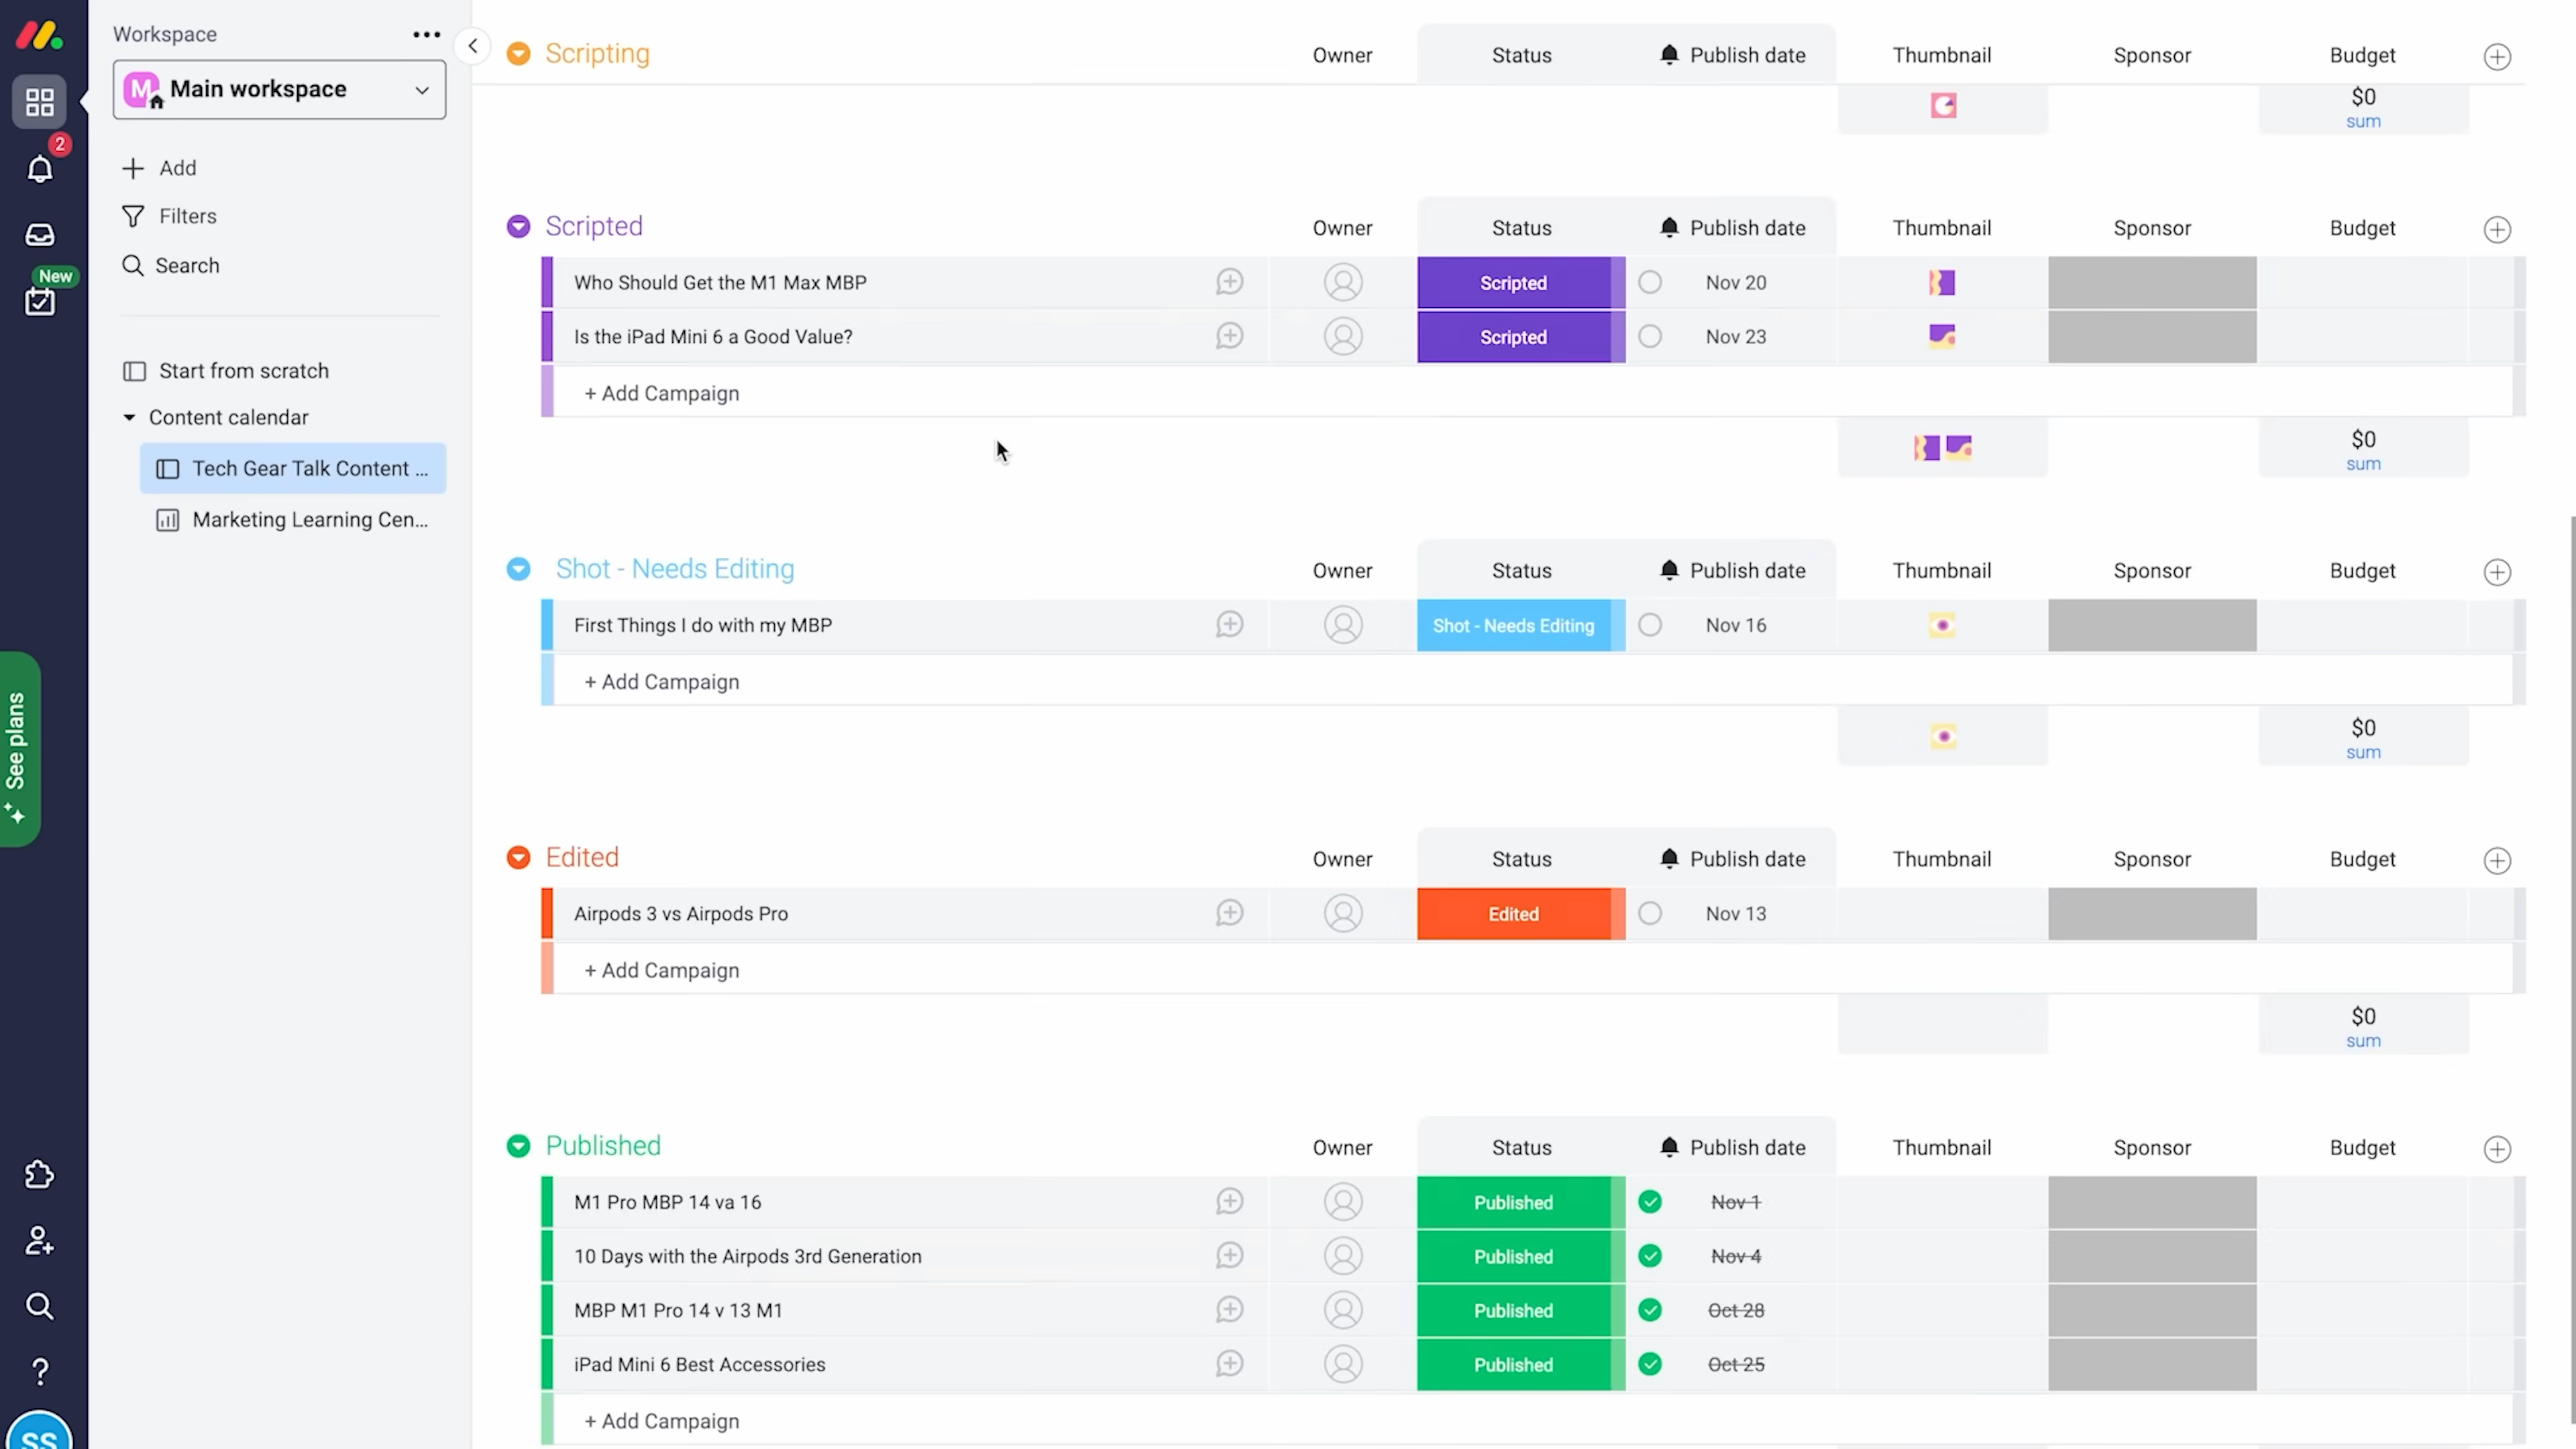 Workspace
M
Main workspace
2
Add
Filters
Search
New
Start from scratch
Content calendar
Tech Gear Talk Content ...
Marketing Learning Cen...
See plans
SS
Scripting Owner Status Publish date Thumbnail Sponsor Budget
$0
sum
Scripted Owner Status Publish date Thumbnail Sponsor Budget
Who Should Get the M1 Max MBP Scripted Nov 20
Is the iPad Mini 6 a Good Value? Scripted Nov 23
+ Add Campaign
$0
sum
Shot - Needs Editing Owner Status Publish date Thumbnail Sponsor Budget
First Things I do with my MBP Shot - Needs Editing Nov 16
+ Add Campaign
$0
sum
Edited Owner Status Publish date Thumbnail Sponsor Budget
Airpods 3 vs Airpods Pro Edited Nov 13
+ Add Campaign
$0
sum
Published Owner Status Publish date Thumbnail Sponsor Budget
M1 Pro MBP 14 va 16 Published Nov 1
10 Days with the Airpods 3rd Generation Published Nov 4
MBP M1 Pro 14 v 13 M1 Published Oct 28
iPad Mini 6 Best Accessories Published Oct 25
+ Add Campaign